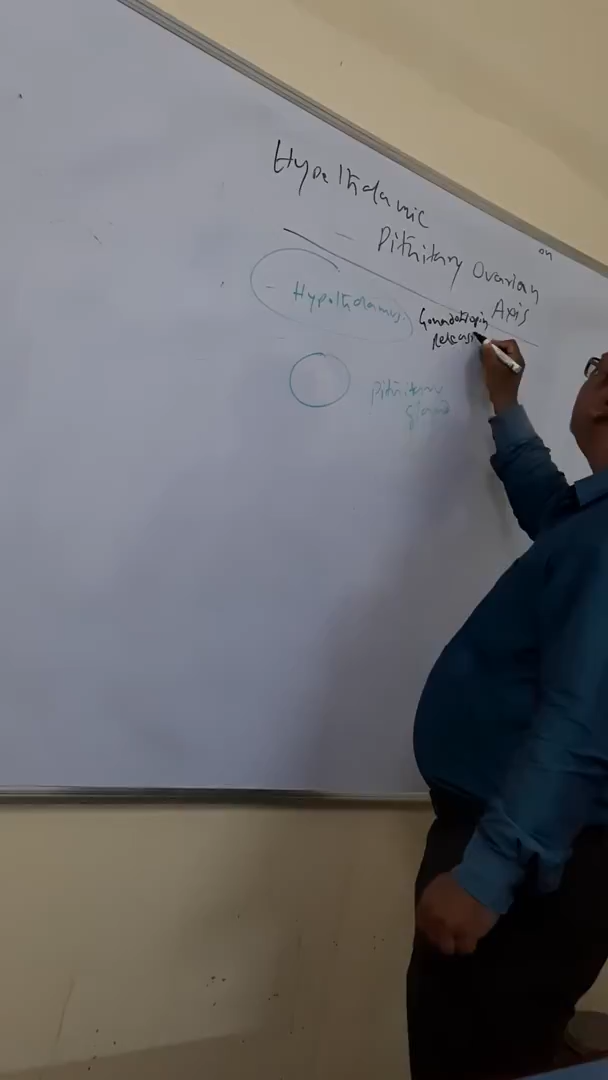 Hypothalamic
- Pituitary Ovarian
Axis
- Hypothalamus
Gonadotropin
Releasi
Pituitary
gland